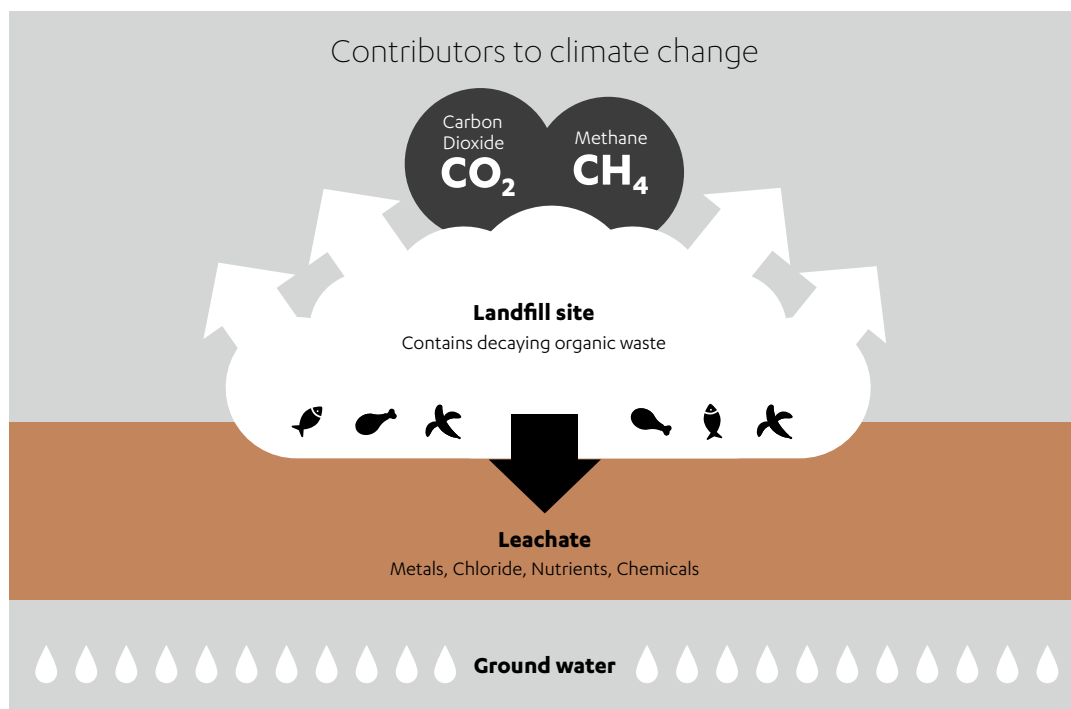 Contributors to climate change
Carbon
Dioxide
CO₂
Methane
CH₄
Landfill site
Contains decaying organic waste
Leachate
Metals, Chloride, Nutrients, Chemicals
Ground water